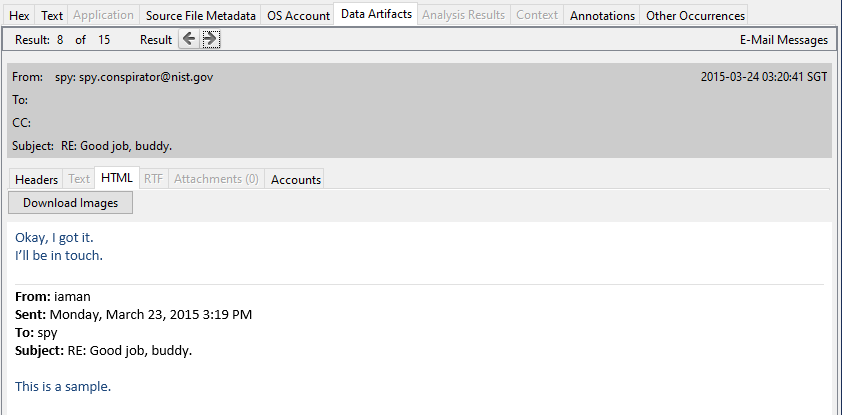 Hex Text Application Source File Metadata OS Account Data Artifacts Analysis Results Context Annotations Other Occurrences
Result: 8 of 15 Result E-Mail Messages
From: spy: spy.conspirator@nist.gov 2015-03-24 03:20:41 SGT
To:
CC:
Subject: RE: Good job, buddy.
Headers Text HTML RTF Attachments (0) Accounts
Download Images
Okay, I got it.
I'll be in touch.
From: iaman
Sent: Monday, March 23, 2015 3:19 PM
To: spy
Subject: RE: Good job, buddy.
This is a sample.